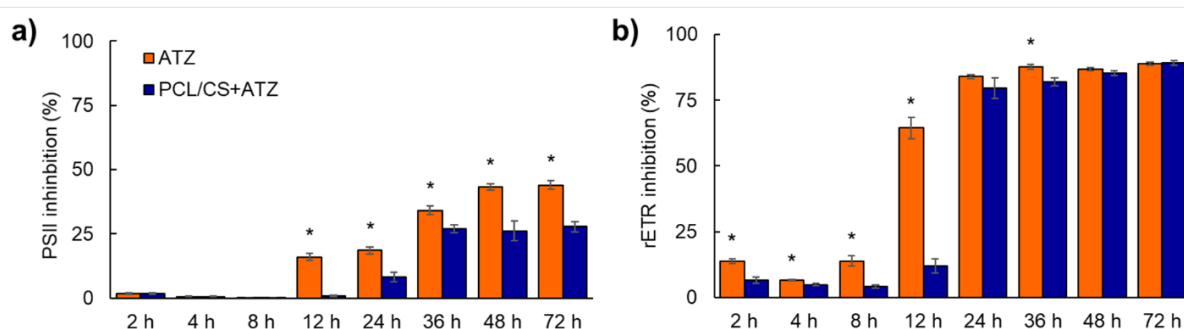 a)
100
75
50
25
0
PSII inhinbition (%)
ATZ
PCL/CS+ATZ
* * * * *
2 h 4 h 8 h 12 h 24 h 36 h 48 h 72 h
b)
100
75
50
25
0
rETR inhibition (%)
* * * * *
2 h 4 h 8 h 12 h 24 h 36 h 48 h 72 h